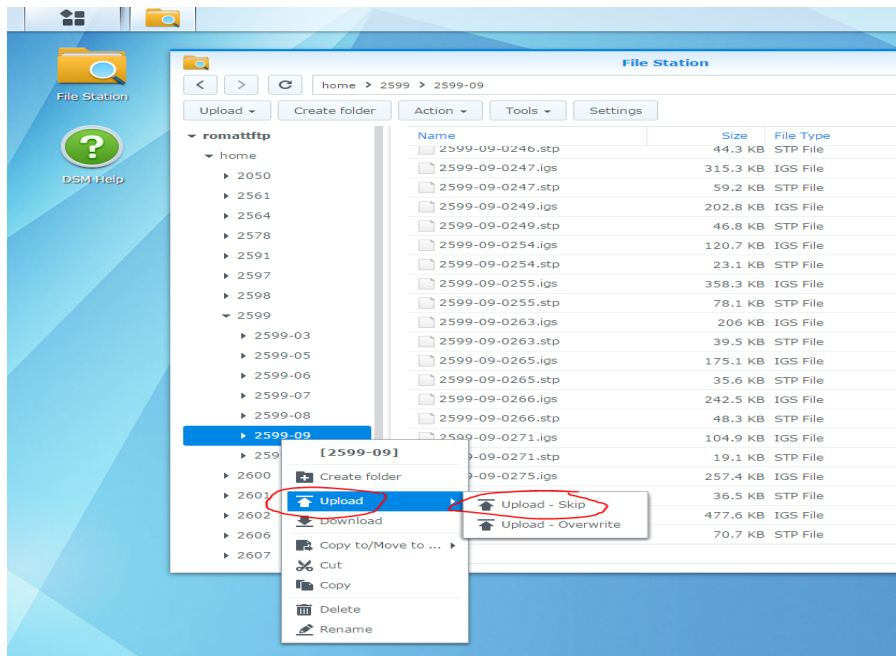 File Station
File Station
DSM Help
home > 2599 > 2599-09
Upload
Create folder
Action
Tools
Settings
romattftp
home
2050
2561
2564
2578
2591
2597
2598
2599
2599-03
2599-05
2599-06
2599-07
2599-08
2599-09
259
2600
2601
2602
2606
2607
Name Size File Type
2599-09-0246.stp 44.3 KB STP File
2599-09-0247.igs 315.3 KB IGS File
2599-09-0247.stp 59.2 KB STP File
2599-09-0249.igs 202.8 KB IGS File
2599-09-0249.stp 46.8 KB STP File
2599-09-0254.igs 120.7 KB IGS File
2599-09-0254.stp 23.1 KB STP File
2599-09-0255.igs 358.3 KB IGS File
2599-09-0255.stp 78.1 KB STP File
2599-09-0263.igs 206 KB IGS File
2599-09-0263.stp 39.5 KB STP File
2599-09-0265.igs 175.1 KB IGS File
2599-09-0265.stp 35.6 KB STP File
2599-09-0266.igs 242.5 KB IGS File
2599-09-0266.stp 48.3 KB STP File
2599-09-0271.igs 104.9 KB IGS File
9-0271.stp 19.1 KB STP File
9-0275.igs 257.4 KB IGS File
36.5 KB STP File
477.6 KB IGS File
70.7 KB STP File
[2599-09]
Create folder
Upload
Download
Copy to/Move to ...
Cut
Copy
Delete
Rename
Upload - Skip
Upload - Overwrite